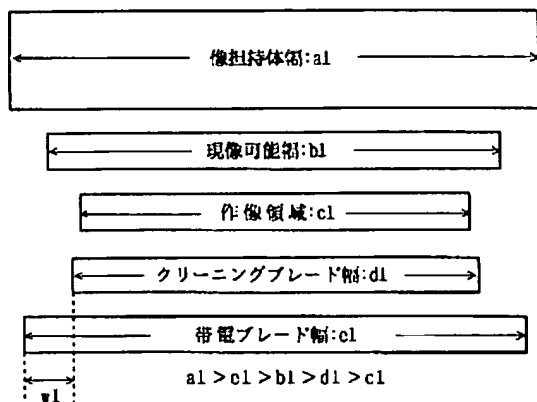 像担持体幅:a1
現像可能幅:b1
作像領域:c1
クリーニングブレード幅:d1
帯電ブレード幅:e1
w1
a1>e1>b1>d1>c1